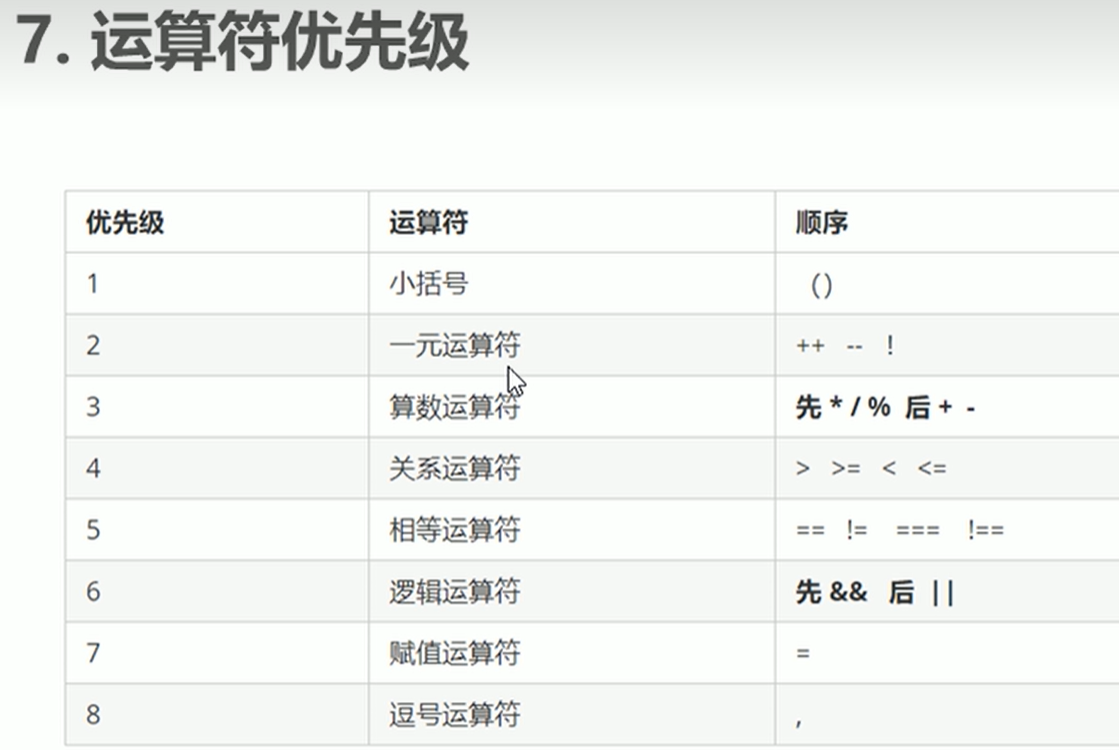 7. 运算符优先级
优先级 运算符 顺序
1 小括号 ()
2 一元运算符 ++ -- !
3 算数运算符 先 * / % 后 + -
4 关系运算符 > >= < <=
5 相等运算符 == != === !==
6 逻辑运算符 先 && 后 ||
7 赋值运算符 =
8 逗号运算符 ,